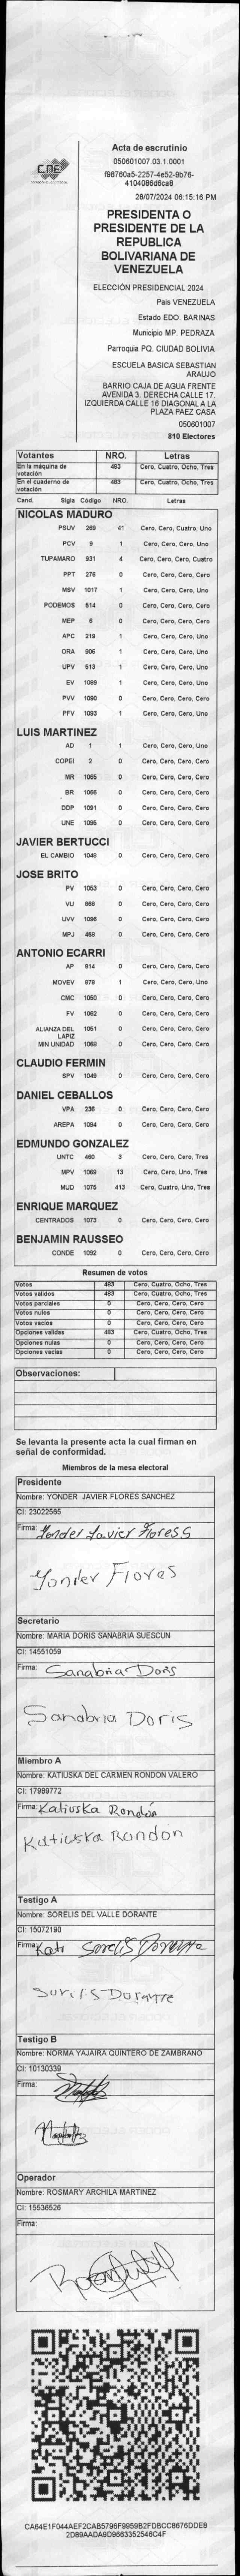 CNE
Acta de escrutinio
050601007.03.1.0001
f98760a5-2257-4e52-9b76-
4104086d6ca8
28/07/2024 06:15:16 PM
PRESIDENTA O
PRESIDENTE DE LA
REPUBLICA
BOLIVARIANA DE
VENEZUELA
ELECCIÓN PRESIDENCIAL 2024
Pais VENEZUELA
Estado EDO. BARINAS
Municipio MP. PEDRAZA
Parroquia PQ. CIUDAD BOLIVIA
ESCUELA BASICA SEBASTIAN
ARAUJO
BARRIO CAJA DE AGUA FRENTE
AVENIDA 3. DERECHA CALLE 17.
IZQUIERDA CALLE 16 DIAGONAL A LA
PLAZA PAEZ CASA
050601007
810 Electores
Votantes NRO. Letras
En la máquina de votación 483 Cero, Cuatro, Ocho, Tres
En el cuaderno de votación 483 Cero, Cuatro, Ocho, Tres
Cand. Sigla Código NRO. Letras
NICOLAS MADURO
PSUV 269 41 Cero, Cero, Cuatro, Uno
PCV 9 1 Cero, Cero, Cero, Uno
TUPAMARO 931 4 Cero, Cero, Cero, Cuatro
PPT 276 0 Cero, Cero, Cero, Cero
MSV 1017 1 Cero, Cero, Cero, Uno
PODEMOS 514 0 Cero, Cero, Cero, Cero
MEP 6 0 Cero, Cero, Cero, Cero
APC 219 1 Cero, Cero, Cero, Uno
ORA 906 1 Cero, Cero, Cero, Uno
UPV 513 1 Cero, Cero, Cero, Uno
EV 1089 1 Cero, Cero, Cero, Uno
PVV 1090 0 Cero, Cero, Cero, Cero
PFV 1093 1 Cero, Cero, Cero, Uno
LUIS MARTINEZ
AD 1 1 Cero, Cero, Cero, Uno
COPEI 2 0 Cero, Cero, Cero, Cero
MR 1055 0 Cero, Cero, Cero, Cero
BR 1066 0 Cero, Cero, Cero, Cero
DDP 1091 0 Cero, Cero, Cero, Cero
UNE 1095 0 Cero, Cero, Cero, Cero
JAVIER BERTUCCI
EL CAMBIO 1048 0 Cero, Cero, Cero, Cero
JOSE BRITO
PV 1053 0 Cero, Cero, Cero, Cero
VU 868 0 Cero, Cero, Cero, Cero
UVV 1096 0 Cero, Cero, Cero, Cero
MPJ 459 0 Cero, Cero, Cero, Cero
ANTONIO ECARRI
AP 814 0 Cero, Cero, Cero, Cero
MOVEV 878 1 Cero, Cero, Cero, Uno
CMC 1050 0 Cero, Cero, Cero, Cero
FV 1062 0 Cero, Cero, Cero, Cero
ALIANZA DEL LAPIZ 1051 0 Cero, Cero, Cero, Cero
MIN UNIDAD 1068 0 Cero, Cero, Cero, Cero
CLAUDIO FERMIN
SPV 1049 0 Cero, Cero, Cero, Cero
DANIEL CEBALLOS
VPA 236 0 Cero, Cero, Cero, Cero
AREPA 1094 0 Cero, Cero, Cero, Cero
EDMUNDO GONZALEZ
UNTC 460 3 Cero, Cero, Cero, Tres
MPV 1069 13 Cero, Cero, Uno, Tres
MUD 1075 413 Cero, Cuatro, Uno, Tres
ENRIQUE MARQUEZ
CENTRADOS 1073 0 Cero, Cero, Cero, Cero
BENJAMIN RAUSSEO
CONDE 1092 0 Cero, Cero, Cero, Cero
Resumen de votos
Votos 483 Cero, Cuatro, Ocho, Tres
Votos validos 483 Cero, Cuatro, Ocho, Tres
Votos parciales 0 Cero, Cero, Cero, Cero
Votos nulos 0 Cero, Cero, Cero, Cero
Votos vacios 0 Cero, Cero, Cero, Cero
Opciones validas 483 Cero, Cuatro, Ocho, Tres
Opciones nulas 0 Cero, Cero, Cero, Cero
Opciones vacias 0 Cero, Cero, Cero, Cero
Observaciones:
Se levanta la presente acta la cual firman en
señal de conformidad.
Miembros de la mesa electoral
Presidente
Nombre: YONDER JAVIER FLORES SANCHEZ
CI: 23022565
Firma: Yonder Javier Flores S
Yonder Flores
Secretario
Nombre: MARIA DORIS SANABRIA SUESCUN
CI: 14551059
Firma: Sanabria Doris
Sanabria Doris
Miembro A
Nombre: KATIUSKA DEL CARMEN RONDON VALERO
CI: 17989772
Firma: Katiuska Rondón
Katiuska Rondon
Testigo A
Nombre: SORELIS DEL VALLE DORANTE
CI: 15072190
Firma: Kati Sorelis Dorante
Sorelis Dorante
Testigo B
Nombre: NORMA YAJAIRA QUINTERO DE ZAMBRANO
CI: 10130339
Firma:
Operador
Nombre: ROSMARY ARCHILA MARTINEZ
CI: 15536526
Firma:
CA64E1F044AEF2CAB5796F9959B2FDBCC8676DDE8
2D89AADA9D9663352546C4F